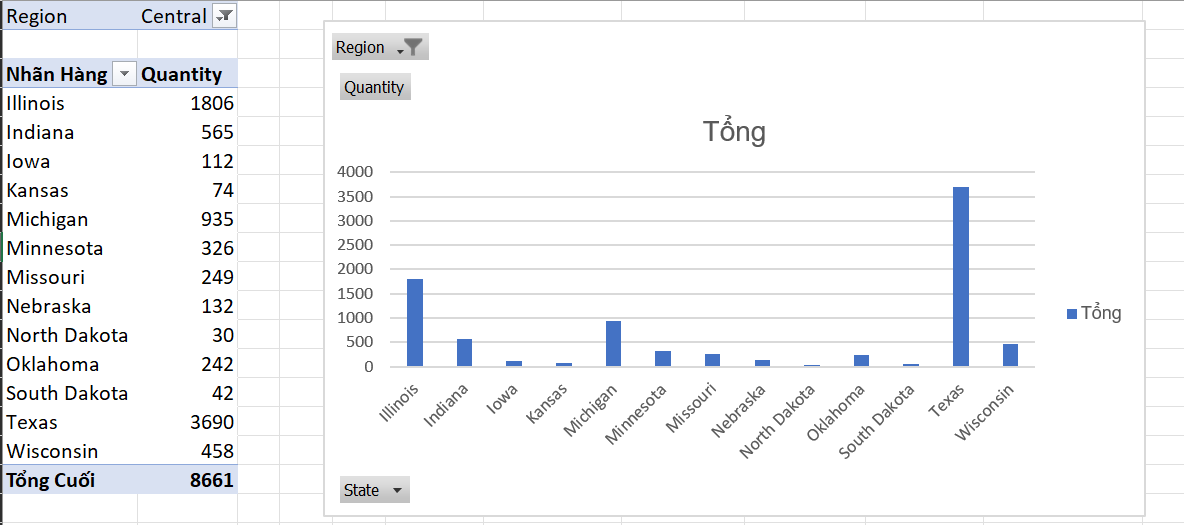 Region Central
Nhãn Hàng Quantity
Illinois 1806
Indiana 565
Iowa 112
Kansas 74
Michigan 935
Minnesota 326
Missouri 249
Nebraska 132
North Dakota 30
Oklahoma 242
South Dakota 42
Texas 3690
Wisconsin 458
Tổng Cuối 8661
Region
Quantity
Tổng
4000
3500
3000
2500
2000
1500
1000
500
0
Illinois
Indiana
Iowa
Kansas
Michigan
Minnesota
Missouri
Nebraska
North Dakota
Oklahoma
South Dakota
Texas
Wisconsin
Tổng
State